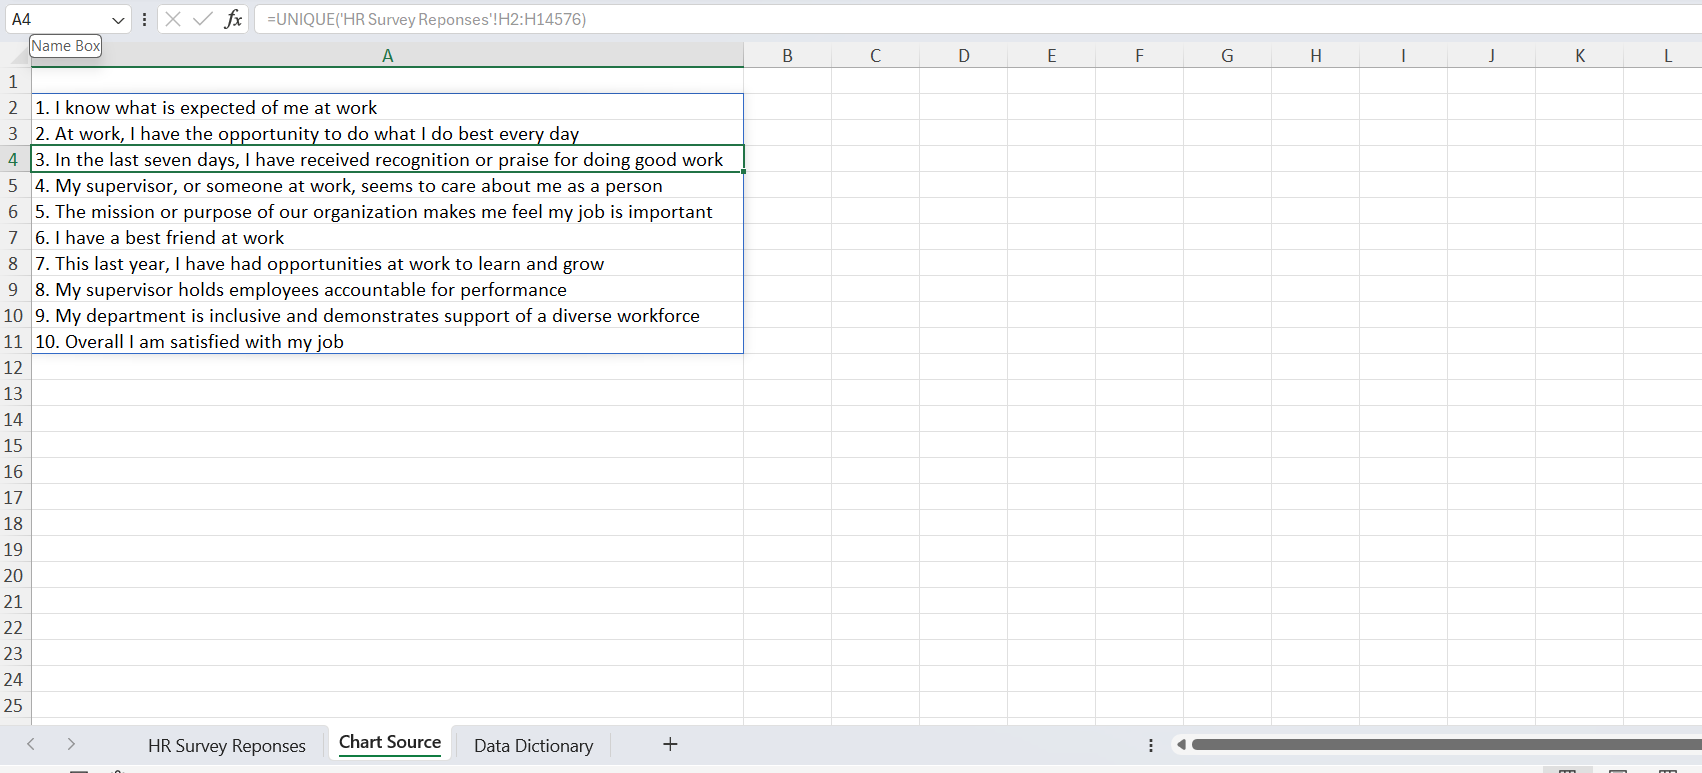 A4 fx =UNIQUE('HR Survey Reponses'!H2:H14576)
Name Box
A B C D E F G H I J K L
1
2 1. I know what is expected of me at work
3 2. At work, I have the opportunity to do what I do best every day
4 3. In the last seven days, I have received recognition or praise for doing good work
5 4. My supervisor, or someone at work, seems to care about me as a person
6 5. The mission or purpose of our organization makes me feel my job is important
7 6. I have a best friend at work
8 7. This last year, I have had opportunities at work to learn and grow
9 8. My supervisor holds employees accountable for performance
10 9. My department is inclusive and demonstrates support of a diverse workforce
11 10. Overall I am satisfied with my job
12
13
14
15
16
17
18
19
20
21
22
23
24
25
HR Survey Reponses Chart Source Data Dictionary +